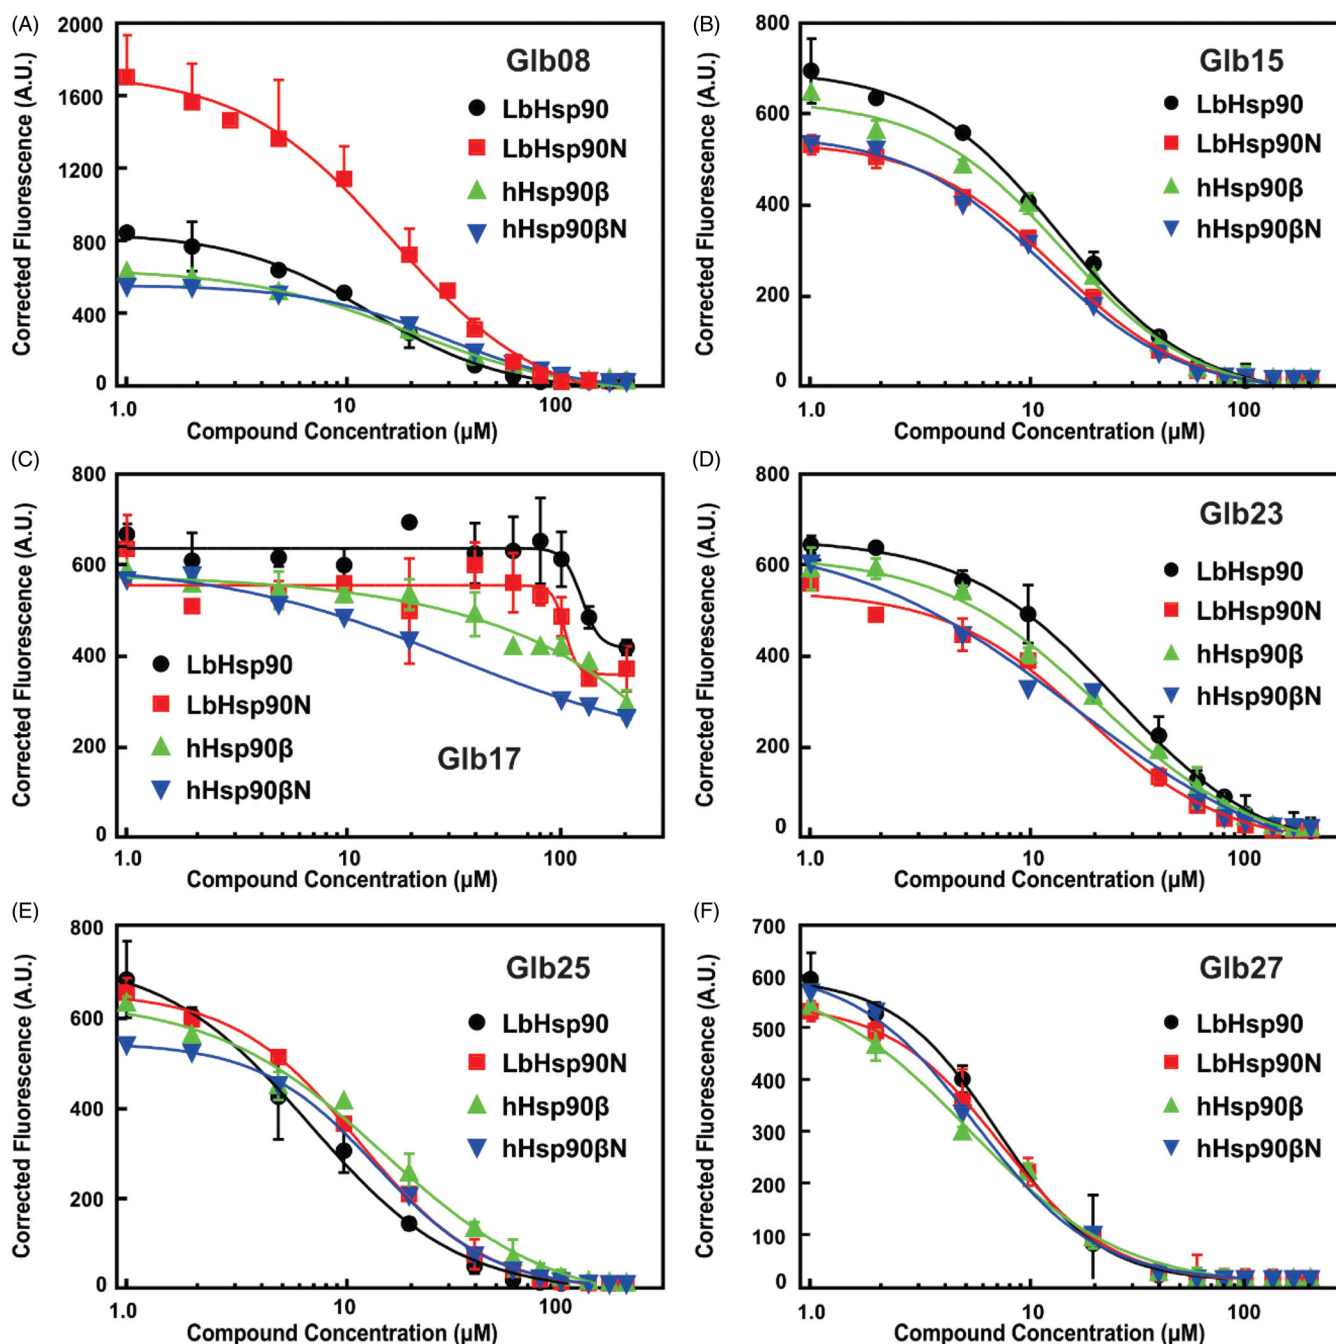 (A)
Corrected Fluorescence (A.U.)
2000
1600
1200
800
400
0
Glb08
LbHsp90
LbHsp90N
hHsp90β
hHsp90βN
1.0 10 100
Compound Concentration (µM)
(B)
Corrected Fluorescence (A.U.)
800
600
400
200
0
Glb15
LbHsp90
LbHsp90N
hHsp90β
hHsp90βN
1.0 10 100
Compound Concentration (µM)
(C)
Corrected Fluorescence (A.U.)
800
600
400
200
0
LbHsp90
LbHsp90N
hHsp90β
hHsp90βN
Glb17
1.0 10 100
Compound Concentration (µM)
(D)
Corrected Fluorescence (A.U.)
800
600
400
200
0
Glb23
LbHsp90
LbHsp90N
hHsp90β
hHsp90βN
1.0 10 100
Compound Concentration (µM)
(E)
Corrected Fluorescence (A.U.)
800
600
400
200
0
Glb25
LbHsp90
LbHsp90N
hHsp90β
hHsp90βN
1.0 10 100
Compound Concentration (µM)
(F)
Corrected Fluorescence (A.U.)
700
600
500
400
300
200
100
0
Glb27
LbHsp90
LbHsp90N
hHsp90β
hHsp90βN
1.0 10 100
Compound Concentration (µM)